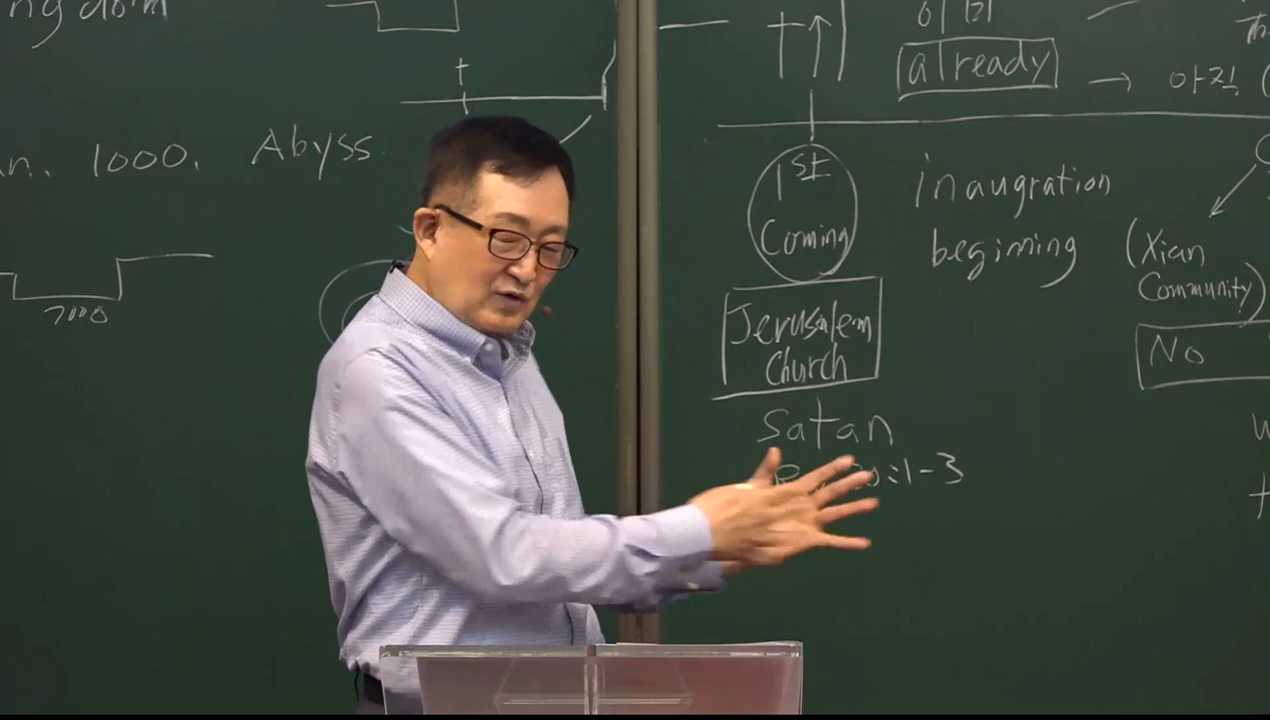 ngdom
t
n. 1000. Abyss
7000
이미
already → 아직
1st
Coming
inaugration
begining
(Xian
Community)
Jerusalem
Church
No
Satan
20:1-3